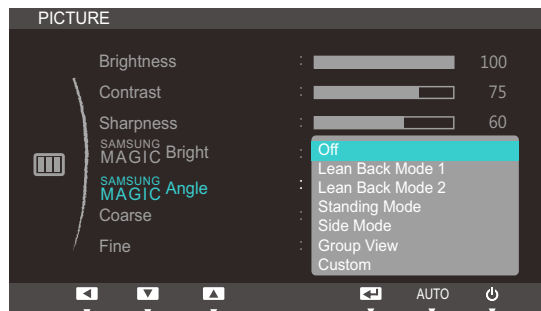 PICTURE
Brightness : 100
Contrast : 75
Sharpness : 60
SAMSUNG
MAGIC Bright :
SAMSUNG
MAGIC Angle :
Coarse :
Fine :
Off
Lean Back Mode 1
Lean Back Mode 2
Standing Mode
Side Mode
Group View
Custom
AUTO